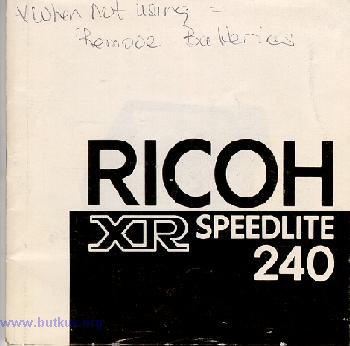 When Not Using -
Remove Batteries
RICOH
XR SPEEDLITE
240
www.butkus.org